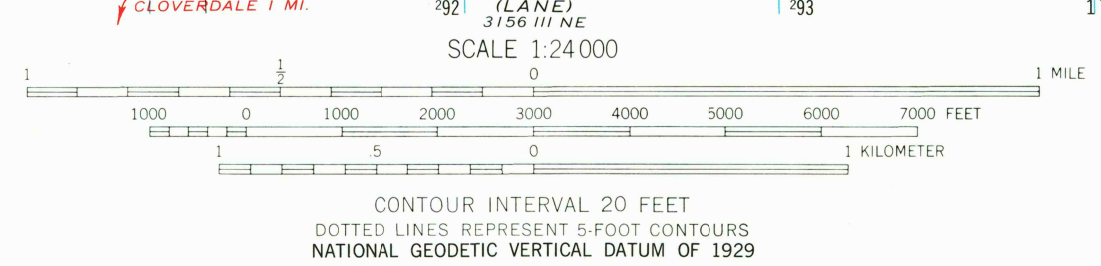 CLOVERDALE 1 MI.
²92
(LANE)
3156 III NE
²93
1
SCALE 1:24 000
1 ½ 0 1 MILE
1000 0 1000 2000 3000 4000 5000 6000 7000 FEET
1 .5 0 1 KILOMETER
CONTOUR INTERVAL 20 FEET
DOTTED LINES REPRESENT 5-FOOT CONTOURS
NATIONAL GEODETIC VERTICAL DATUM OF 1929